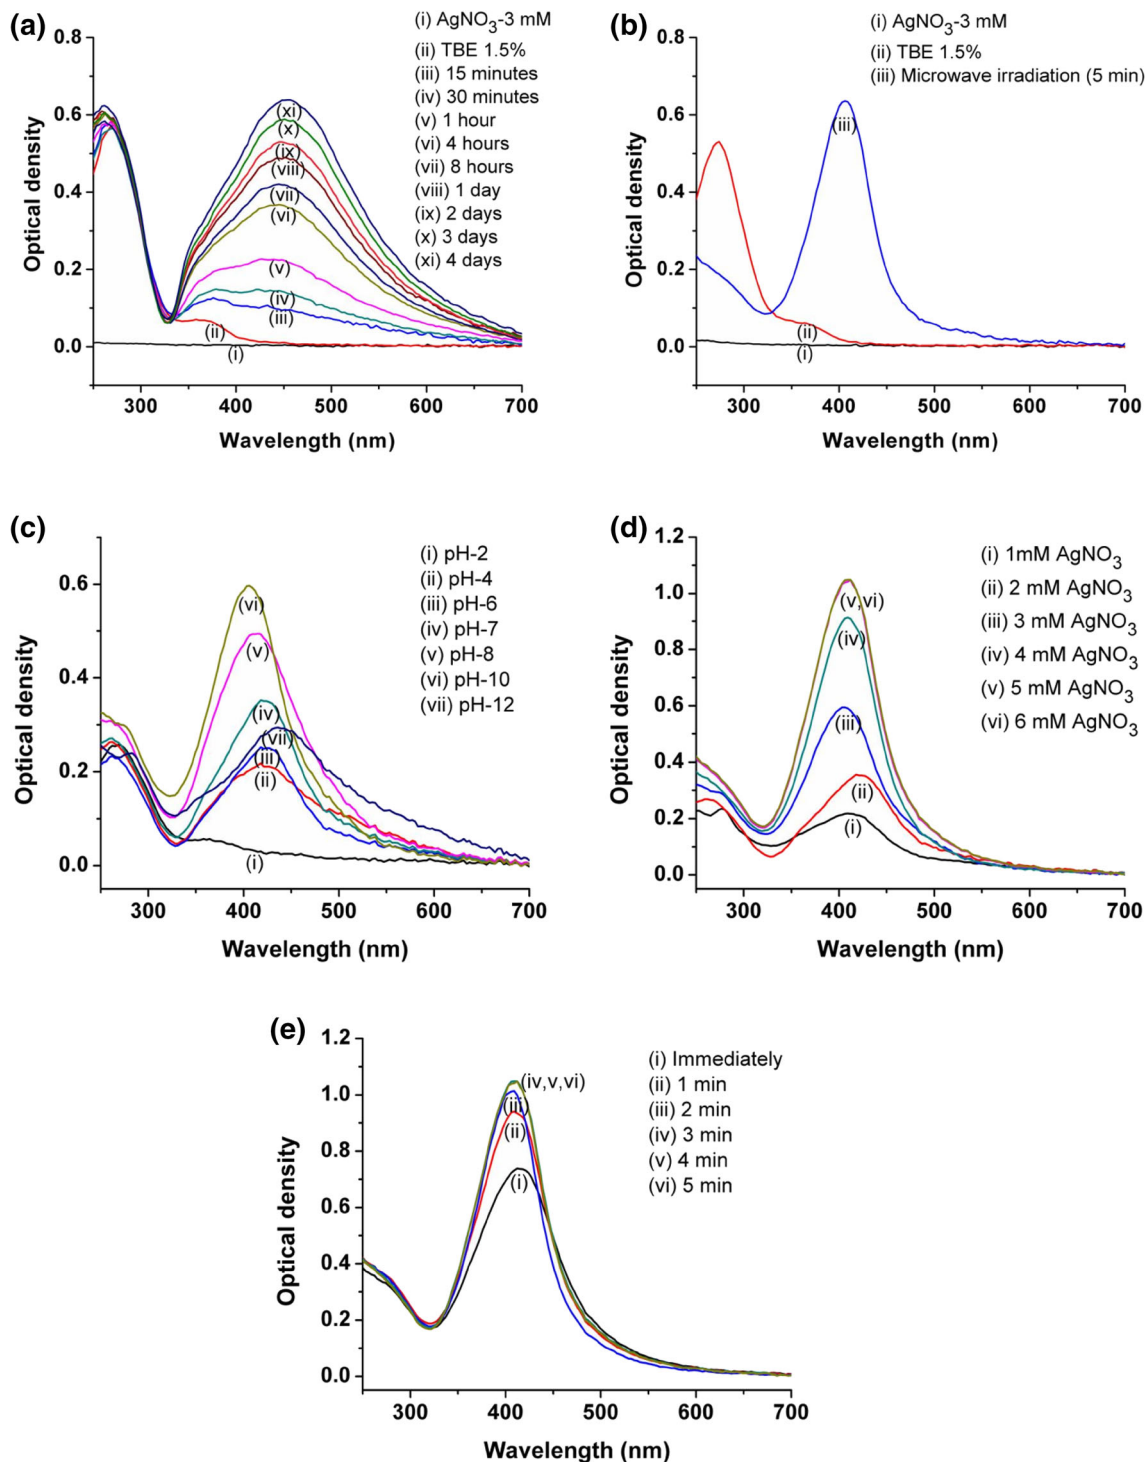 (a)
(i) AgNO3-3 mM
(ii) TBE 1.5%
(iii) 15 minutes
(iv) 30 minutes
(v) 1 hour
(vi) 4 hours
(vii) 8 hours
(viii) 1 day
(ix) 2 days
(x) 3 days
(xi) 4 days
0.8
0.6
0.4
0.2
0.0
Optical density
(xi)
(x)
(ix)
(viii)
(vii)
(vi)
(v)
(iv)
(iii)
(ii)
(i)
300 400 500 600 700
Wavelength (nm)
(b)
(i) AgNO3-3 mM
(ii) TBE 1.5%
(iii) Microwave irradiation (5 min)
0.8
0.6
0.4
0.2
0.0
Optical density
(iii)
(ii)
(i)
300 400 500 600 700
Wavelength (nm)
(c)
(i) pH-2
(ii) pH-4
(iii) pH-6
(iv) pH-7
(v) pH-8
(vi) pH-10
(vii) pH-12
0.6
0.4
0.2
0.0
Optical density
(vi)
(v)
(iv)
(vii)
(iii)
(ii)
(i)
300 400 500 600 700
Wavelength (nm)
(d)
(i) 1mM AgNO3
(ii) 2 mM AgNO3
(iii) 3 mM AgNO3
(iv) 4 mM AgNO3
(v) 5 mM AgNO3
(vi) 6 mM AgNO3
1.2
1.0
0.8
0.6
0.4
0.2
0.0
Optical density
(v,vi)
(iv)
(iii)
(ii)
(i)
300 400 500 600 700
Wavelength (nm)
(e)
(i) Immediately
(ii) 1 min
(iii) 2 min
(iv) 3 min
(v) 4 min
(vi) 5 min
1.2
1.0
0.8
0.6
0.4
0.2
0.0
Optical density
(iv,v,vi)
(iii)
(ii)
(i)
300 400 500 600 700
Wavelength (nm)